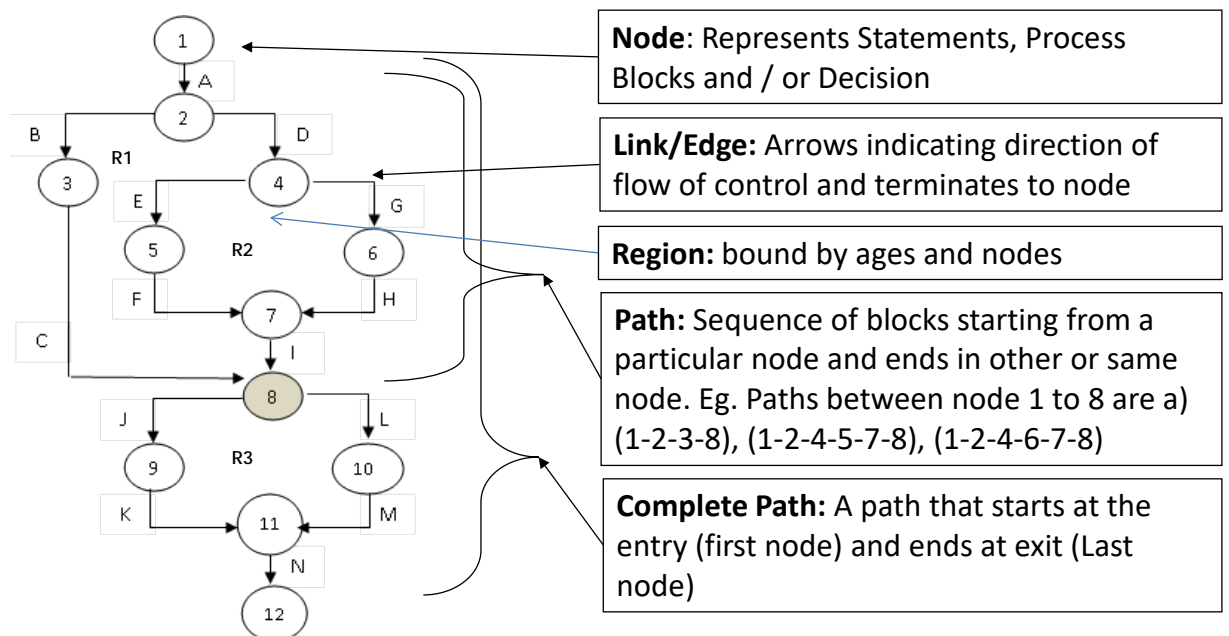 1
A
2
B
D
R1
3
4
E
G
5
R2
6
F
H
7
C
I
8
J
L
9
R3
10
K
M
11
N
12
Node: Represents Statements, Process
Blocks and / or Decision
Link/Edge: Arrows indicating direction of
flow of control and terminates to node
Region: bound by ages and nodes
Path: Sequence of blocks starting from a
particular node and ends in other or same
node. Eg. Paths between node 1 to 8 are a)
(1-2-3-8), (1-2-4-5-7-8), (1-2-4-6-7-8)
Complete Path: A path that starts at the
entry (first node) and ends at exit (Last
node)